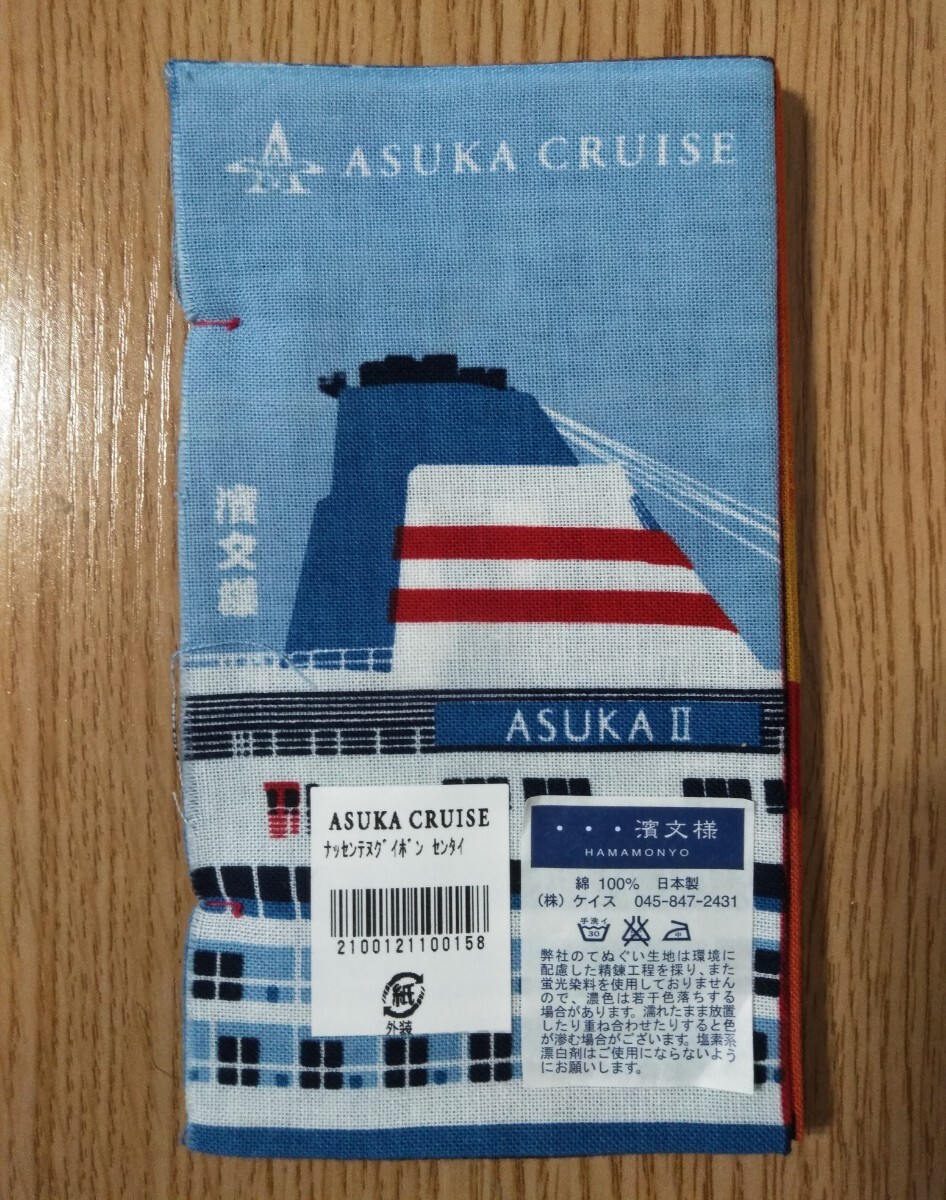 ASUKA CRUISE
濱文様
ASUKA II
ASUKA CRUISE
ナッセンテヌグイボン センタイ
2100121100158
紙
外装
・・・濱文様
HAMAMONYO
綿 100% 日本製
(株) ケイス 045-847-2431
手洗イ
30
中
弊社のてぬぐい生地は環境に
配慮した精錬工程を採り、また
蛍光染料を使用しておりません
ので、濃色は若干色落ちする
場合があります。濡れたまま放置
したり重ね合わせたりすると色
が滲む場合がございます。塩素系
漂白剤はご使用にならないよう
にお願いします。